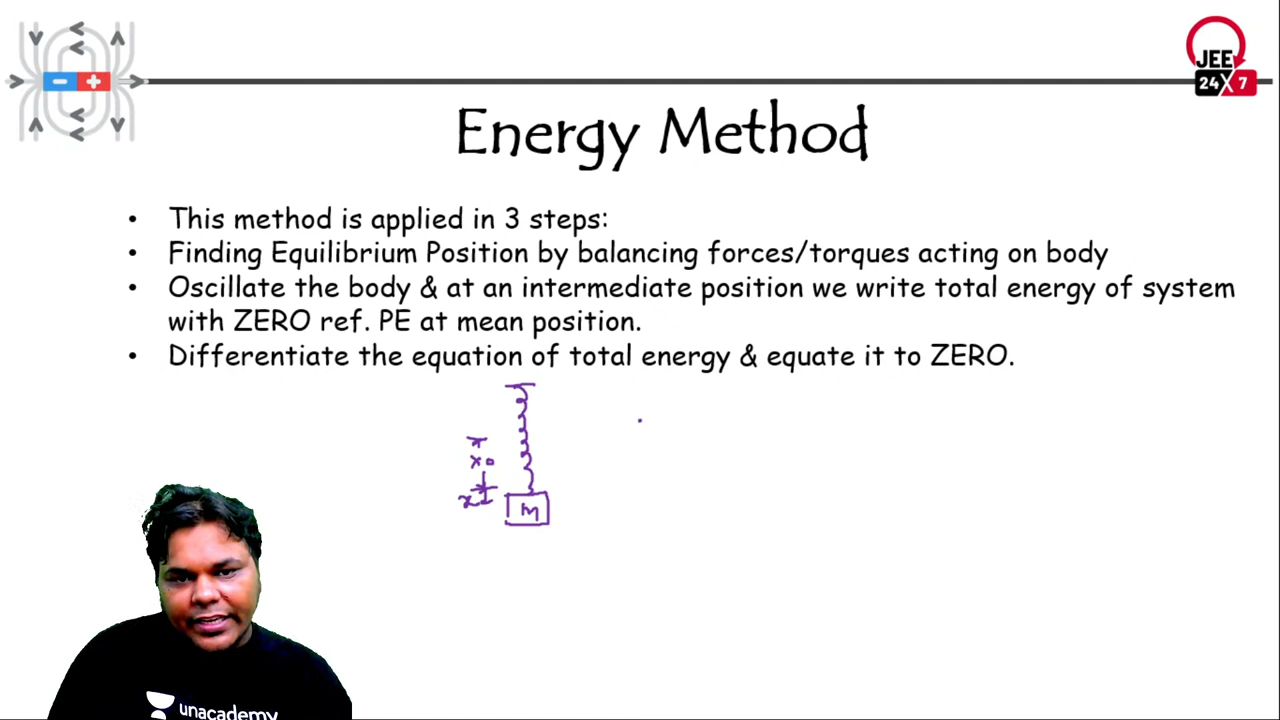 JEE
24X7
Energy Method
• This method is applied in 3 steps:
• Finding Equilibrium Position by balancing forces/torques acting on body
• Oscillate the body & at an intermediate position we write total energy of system
with ZERO ref. PE at mean position.
• Differentiate the equation of total energy & equate it to ZERO.
x0
x
M
unacademy